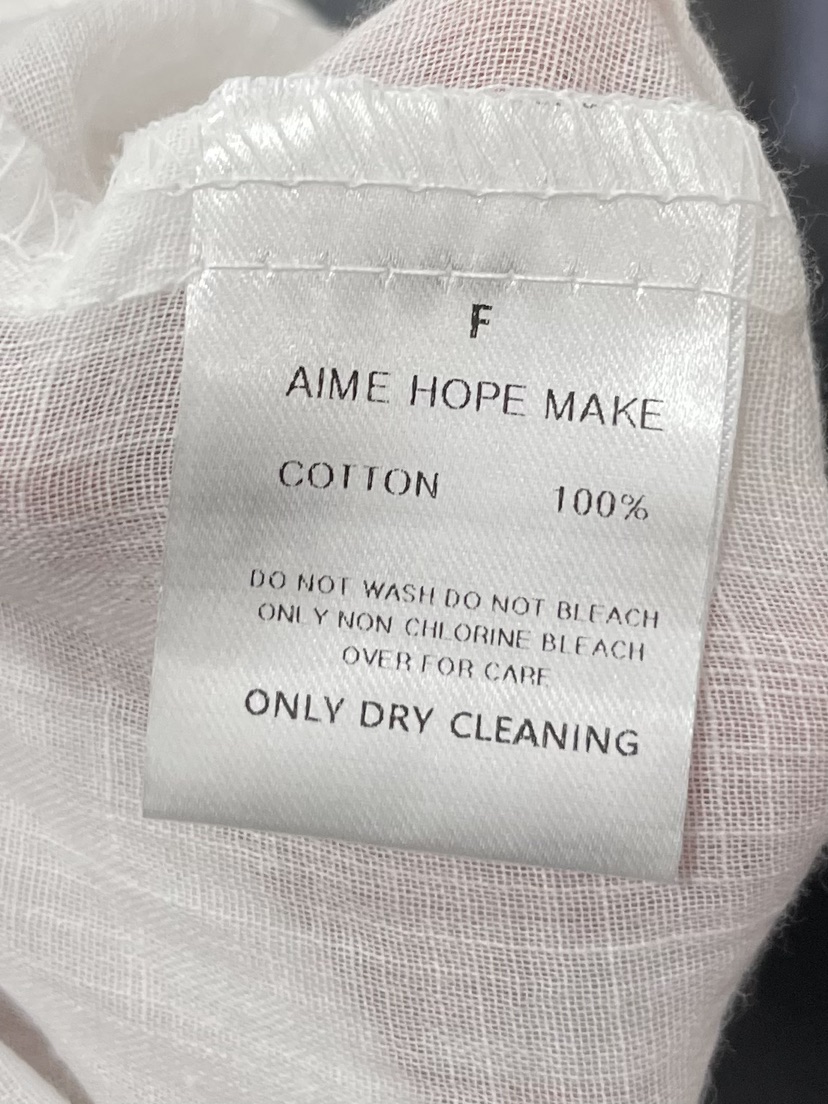 F
AIME HOPE MAKE
COTTON 100%
DO NOT WASH DO NOT BLEACH
ONLY NON CHLORINE BLEACH
OVER FOR CARE
ONLY DRY CLEANING